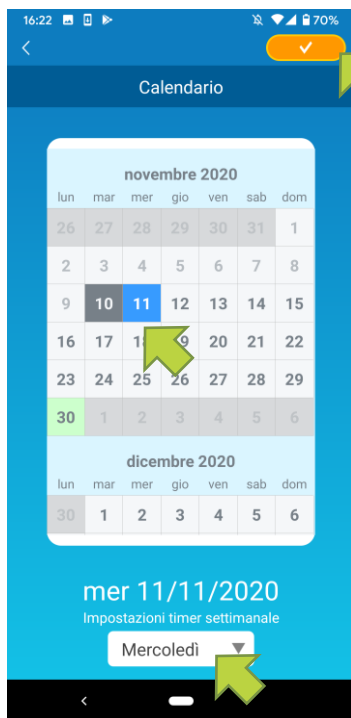 16:22 70%
Calendario
novembre 2020
lun mar mer gio ven sab dom
26 27 28 29 30 31 1
2 3 4 5 6 7 8
9 10 11 12 13 14 15
16 17 20 21 22
23 24 25 26 27 28 29
30 1 2 3 4 5 6
dicembre 2020
lun mar mer gio ven sab dom
30 1 2 3 4 5 6
mer 11/11/2020
Impostazioni timer settimanale
Mercoledì